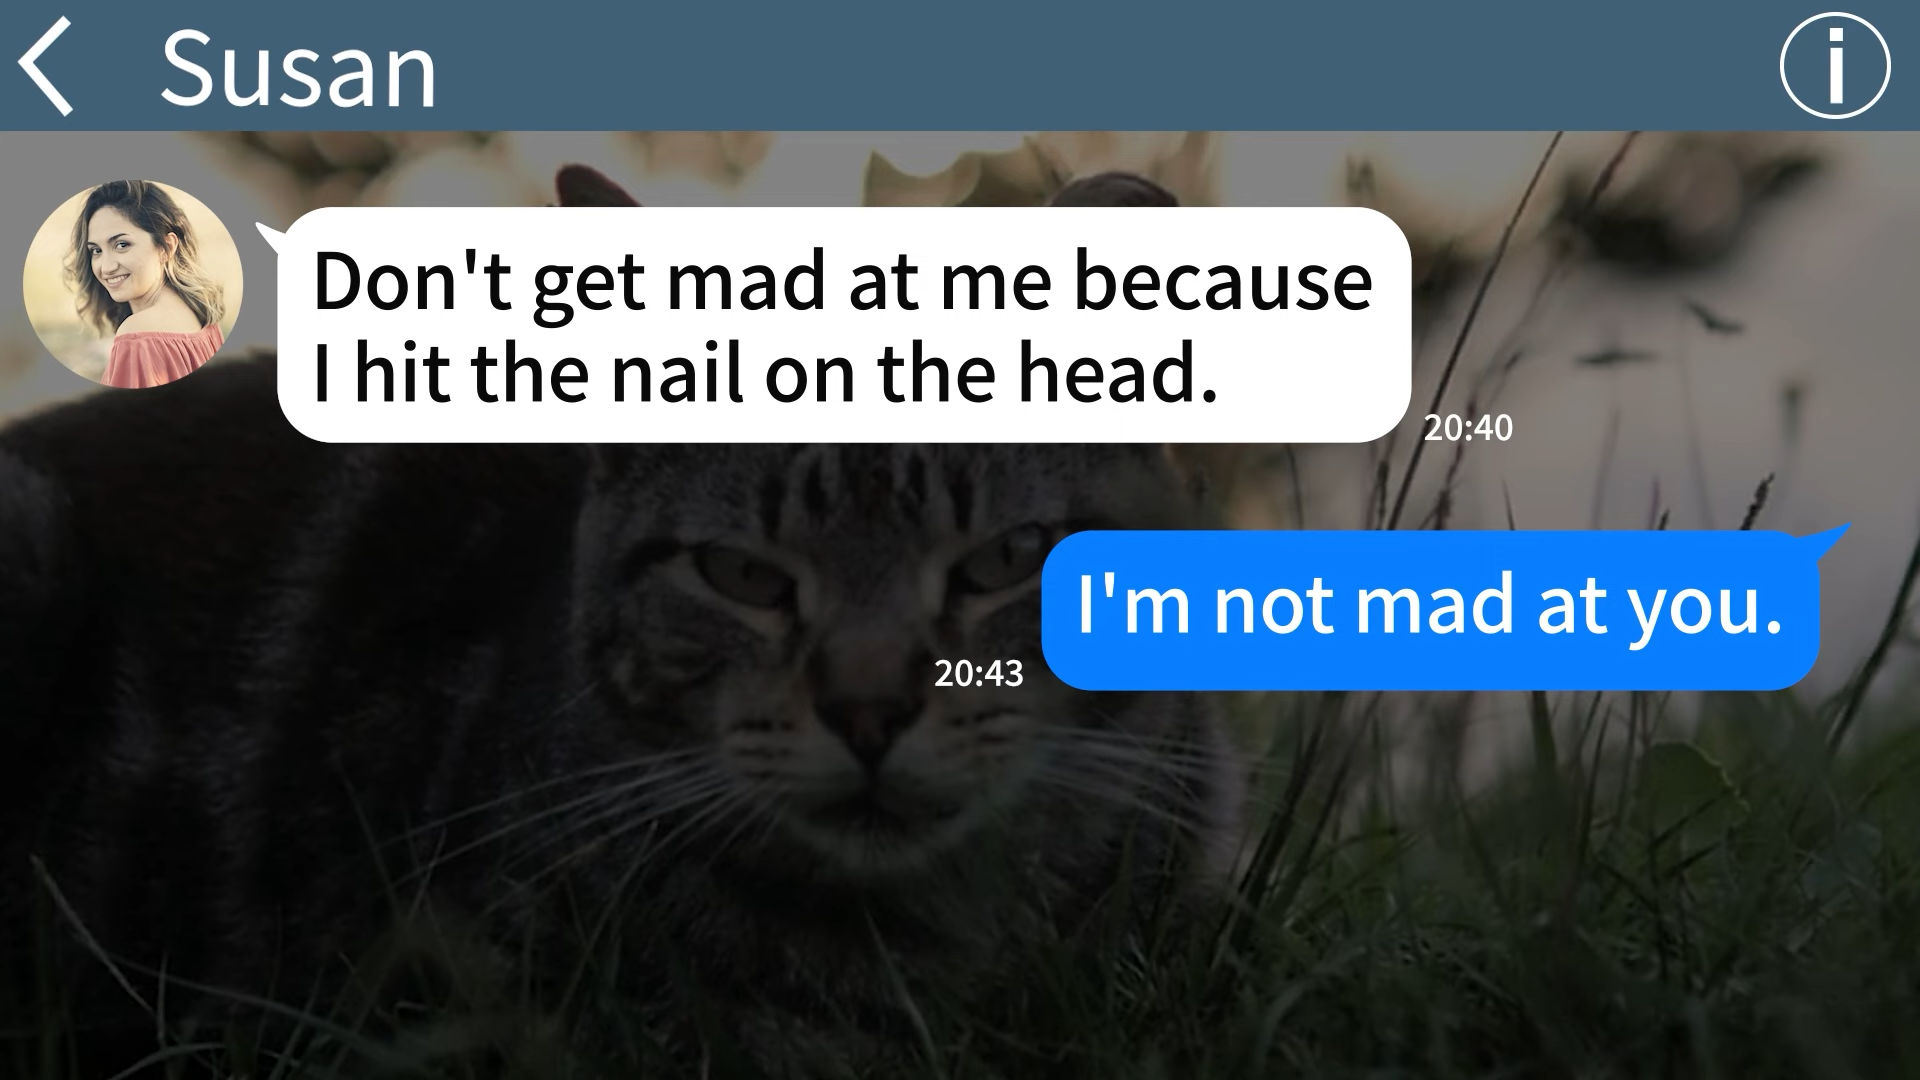 Susan
Don't get mad at me because
I hit the nail on the head.
20:40
I'm not mad at you.
20:43